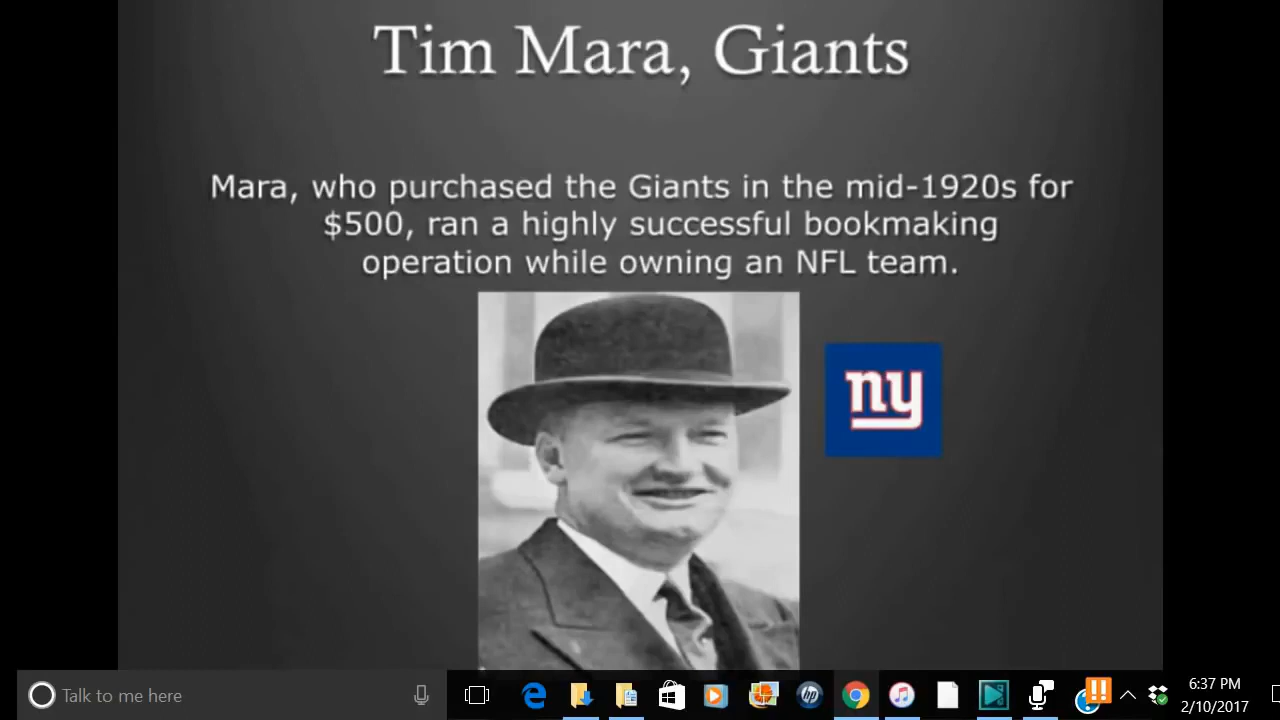 Tim Mara, Giants
Mara, who purchased the Giants in the mid-1920s for
$500, ran a highly successful bookmaking
operation while owning an NFL team.
ny
Talk to me here
hp
6:37 PM
2/10/2017